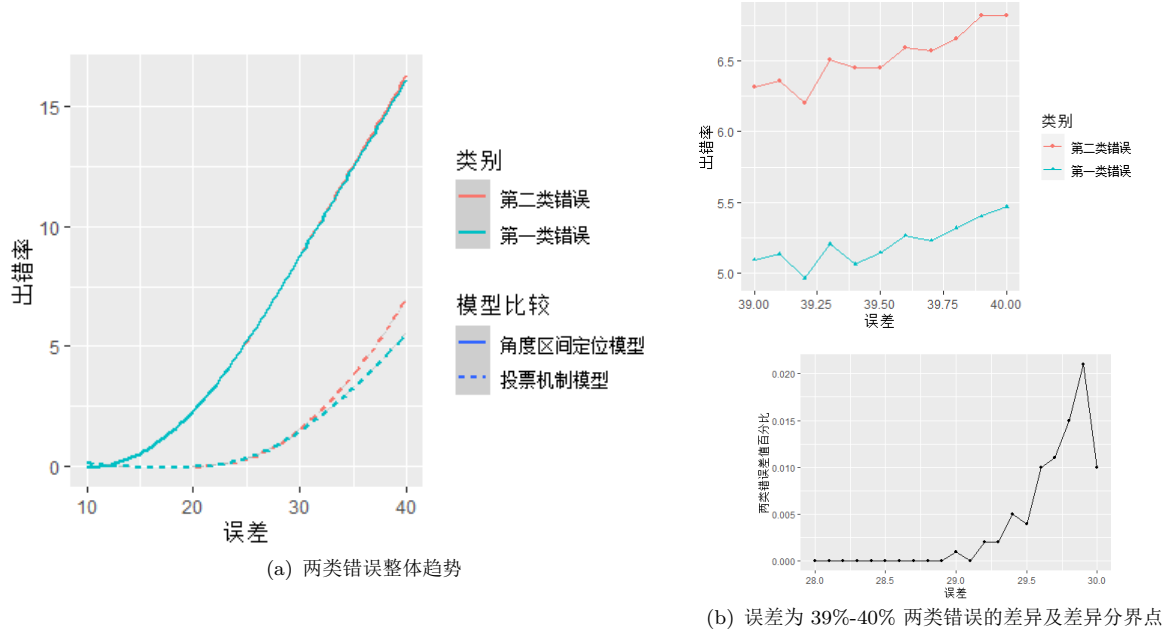 15
10
5
0
10
20
30
40
出错率
误差
类别
第二类错误
第一类错误
模型比较
角度区间定位模型
投票机制模型
(a) 两类错误整体趋势
6.5
6.0
5.5
5.0
39.00
39.25
39.50
39.75
40.00
出错率
误差
类别
第二类错误
第一类错误
0.020
0.015
0.010
0.005
0.000
28.0
28.5
29.0
29.5
30.0
两类错误差值百分比
误差
(b) 误差为 39%-40% 两类错误的差异及差异分界点